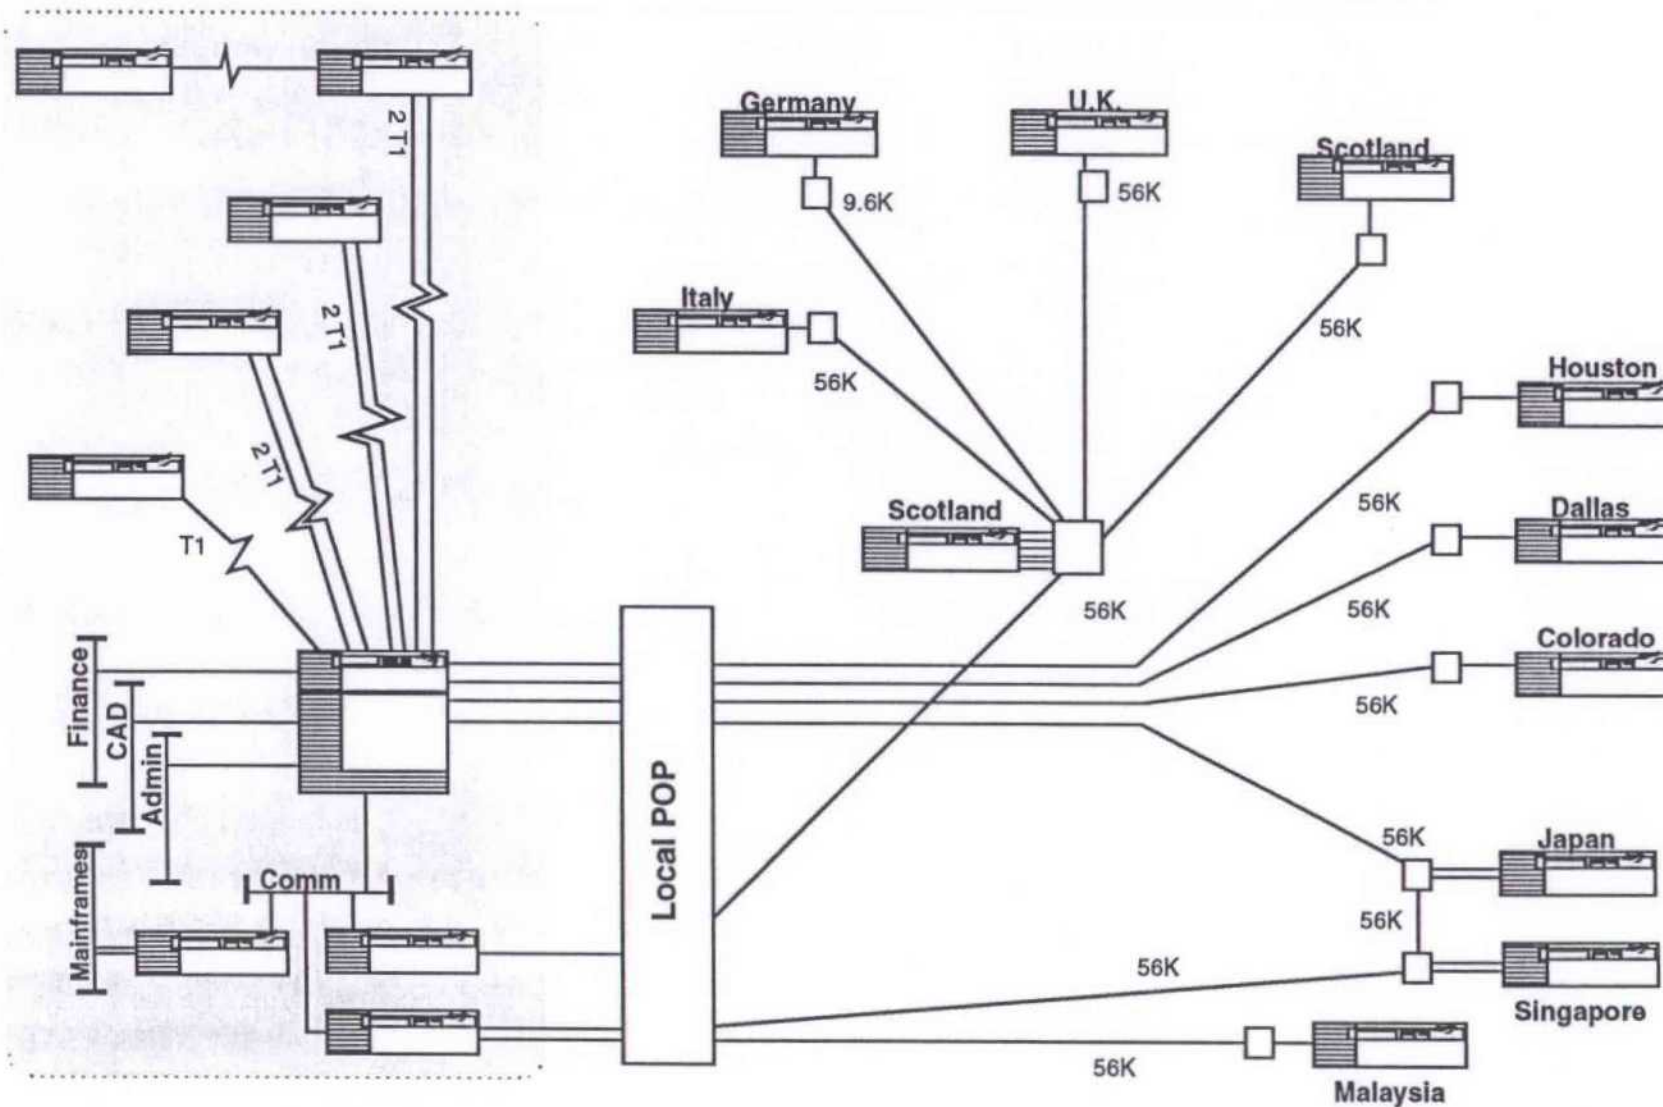 Germany
U.K.
Scotland
2 T1
9.6K
56K
Italy
2 T1
56K
56K
Houston
2 T1
56K
Dallas
Scotland
T1
56K
56K
Colorado
Finance
CAD
Admin
56K
Local POP
56K
Japan
Mainframes
Comm
56K
56K
Singapore
56K
Malaysia